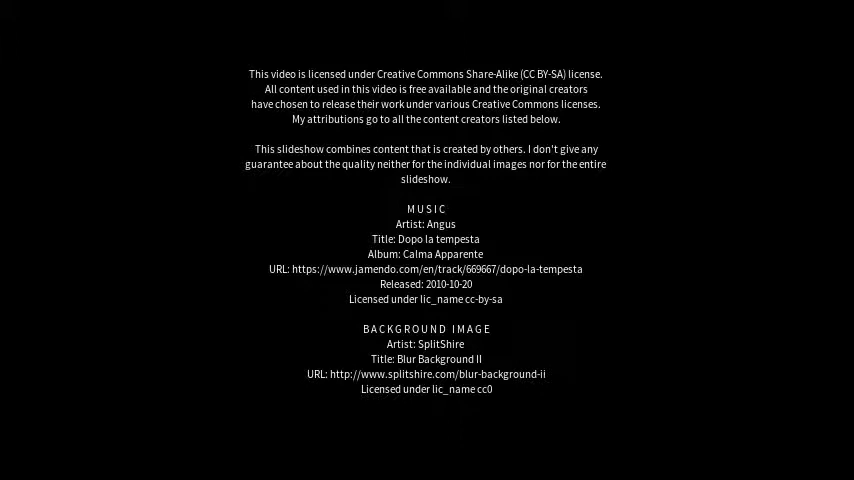 This video is licensed under Creative Commons Share-Alike (CC BY-SA) license.
All content used in this video is free available and the original creators
have chosen to release their work under various Creative Commons licenses.
My attributions go to all the content creators listed below.
This slideshow combines content that is created by others. I don't give any
guarantee about the quality neither for the individual images nor for the entire
slideshow.
MUSIC
Artist: Angus
Title: Dopo la tempesta
Album: Calma Apparente
URL: https://www.jamendo.com/en/track/669667/dopo-la-tempesta
Released: 2010-10-20
Licensed under lic_name cc-by-sa
BACKGROUND IMAGE
Artist: SplitShire
Title: Blur Background II
URL: http://www.splitshire.com/blur-background-ii
Licensed under lic_name cc0